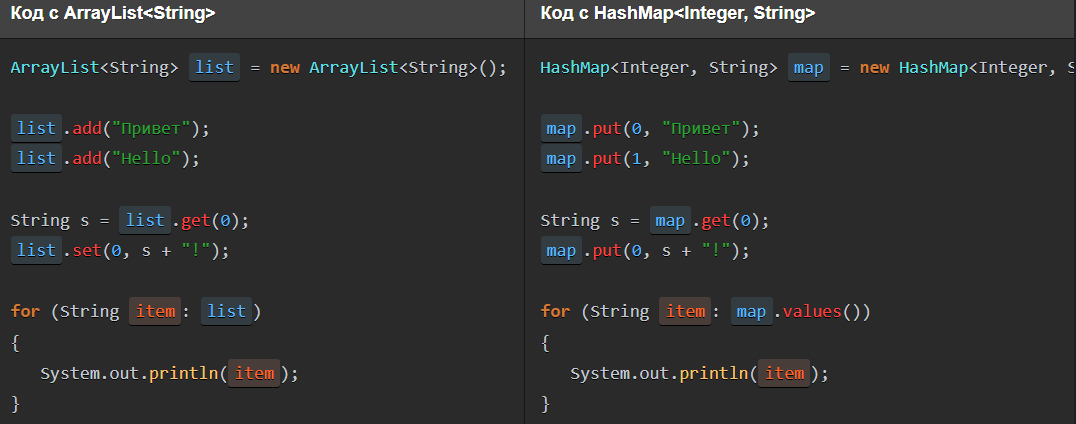 Код с ArrayList<String>
ArrayList<String> list = new ArrayList<String>();
list.add("Привет");
list.add("Hello");
String s = list.get(0);
list.set(0, s + "!");
for (String item: list)
{
System.out.println(item);
}
Код с HashMap<Integer, String>
HashMap<Integer, String> map = new HashMap<Integer, S
map.put(0, "Привет");
map.put(1, "Hello");
String s = map.get(0);
map.put(0, s + "!");
for (String item: map.values())
{
System.out.println(item);
}